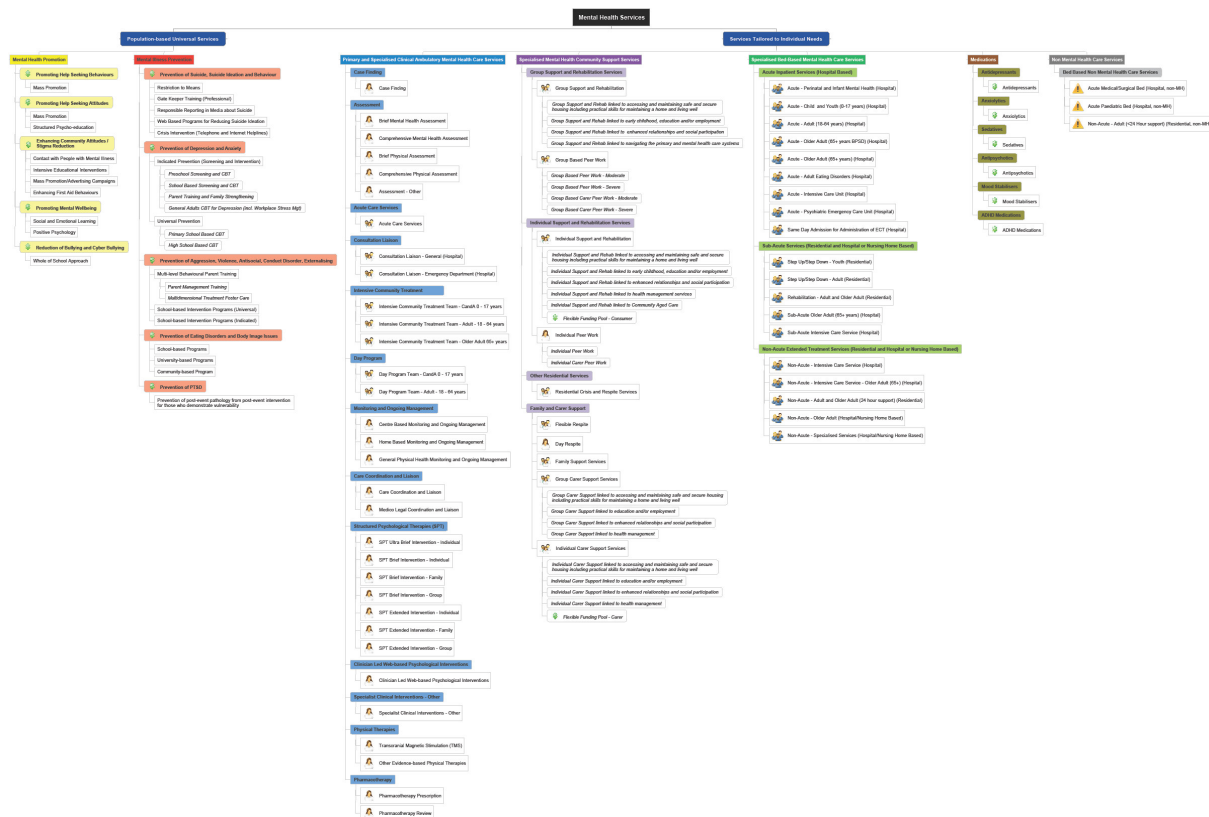 Mental Health Services
Population-based Universal Services
Services Tailored to Individual Needs
Mental Health Promotion
Promoting Help Seeking Behaviours
Mass Promotion
Promoting Help Seeking Attitudes
Mass Promotion
Structured Psycho-education
Enhancing Community Attitudes /
Stigma Reduction
Contact with People with Mental Illness
Intensive Educational Interventions
Mass Promotion/Advertising Campaigns
Enhancing First Aid Behaviours
Promoting Mental Wellbeing
Social and Emotional Learning
Positive Psychology
Reduction of Bullying and Cyber Bullying
Whole of School Approach
Mental Illness Prevention
Prevention of Suicide, Suicide Ideation and Behaviour
Restriction to Means
Gate Keeper Training (Professional)
Responsible Reporting in Media about Suicide
Web Based Programs for Reducing Suicide Ideation
Crisis Intervention (Telephone and Internet Helplines)
Prevention of Depression and Anxiety
Indicated Prevention (Screening and Intervention)
Preschool Screening and CBT
School Based Screening and CBT
Parent Training and Family Strengthening
General Adults CBT for Depression (incl. Workplace Stress Mgt)
Universal Prevention
Primary School Based CBT
High School Based CBT
Prevention of Aggression, Violence, Antisocial, Conduct Disorder, Externalising
Multi-level Behavioural Parent Training
Parent Management Training
Multidimensional Treatment Foster Care
School-based Intervention Programs (Universal)
School-based Intervention Programs (Indicated)
Prevention of Eating Disorders and Body Image Issues
School-based Programs
University-based Programs
Community-based Program
Prevention of PTSD
Prevention of post-event pathology from post-event intervention
for those who demonstrate vulnerability
Primary and Specialised Clinical Ambulatory Mental Health Care Services
Case Finding
Case Finding
Assessment
Brief Mental Health Assessment
Comprehensive Mental Health Assessment
Brief Physical Assessment
Comprehensive Physical Assessment
Assessment - Other
Acute Care Services
Acute Care Services
Consultation Liaison
Consultation Liaison - General (Hospital)
Consultation Liaison - Emergency Department (Hospital)
Intensive Community Treatment
Intensive Community Treatment Team - CandA 0 - 17 years
Intensive Community Treatment Team - Adult - 18 - 64 years
Intensive Community Treatment Team - Older Adult 65+ years
Day Program
Day Program Team - CandA 0 - 17 years
Day Program Team - Adult - 18 - 64 years
Monitoring and Ongoing Management
Centre Based Monitoring and Ongoing Management
Home Based Monitoring and Ongoing Management
General Physical Health Monitoring and Ongoing Management
Care Coordination and Liaison
Care Coordination and Liaison
Medico Legal Coordination and Liaison
Structured Psychological Therapies (SPT)
SPT Ultra Brief Intervention - Individual
SPT Brief Intervention - Individual
SPT Brief Intervention - Family
SPT Brief Intervention - Group
SPT Extended Intervention - Individual
SPT Extended Intervention - Family
SPT Extended Intervention - Group
Clinician Led Web-based Psychological Interventions
Clinician Led Web-based Psychological Interventions
Specialist Clinical Interventions - Other
Specialist Clinical Interventions - Other
Physical Therapies
Transcranial Magnetic Stimulation (TMS)
Other Evidence-based Physical Therapies
Pharmacotherapy
Pharmacotherapy Prescription
Pharmacotherapy Review
Specialised Mental Health Community Support Services
Group Support and Rehabilitation Services
Group Support and Rehabilitation
Group Support and Rehab linked to accessing and maintaining safe and secure
housing including practical skills for maintaining a home and living well
Group Support and Rehab linked to early childhood, education and/or employment
Group Support and Rehab linked to enhanced relationships and social participation
Group Support and Rehab linked to navigating the primary and mental health care systems
Group Based Peer Work
Group Based Peer Work - Moderate
Group Based Peer Work - Severe
Group Based Carer Peer Work - Moderate
Group Based Carer Peer Work - Severe
Individual Support and Rehabilitation Services
Individual Support and Rehabilitation
Individual Support and Rehab linked to accessing and maintaining safe and secure
housing including practical skills for maintaining a home and living well
Individual Support and Rehab linked to early childhood, education and/or employment
Individual Support and Rehab linked to enhanced relationships and social participation
Individual Support and Rehab linked to health management services
Individual Support and Rehab linked to Community Aged Care
Flexible Funding Pool - Consumer
Individual Peer Work
Individual Peer Work
Individual Carer Peer Work
Other Residential Services
Residential Crisis and Respite Services
Family and Carer Support
Flexible Respite
Day Respite
Family Support Services
Group Carer Support Services
Group Carer Support linked to accessing and maintaining safe and secure housing
including practical skills for maintaining a home and living well
Group Carer Support linked to education and/or employment
Group Carer Support linked to enhanced relationships and social participation
Group Carer Support linked to health management
Individual Carer Support Services
Individual Carer Support linked to accessing and maintaining safe and secure
housing including practical skills for maintaining a home and living well
Individual Carer Support linked to education and/or employment
Individual Carer Support linked to enhanced relationships and social participation
Individual Carer Support linked to health management
Flexible Funding Pool - Carer
Specialised Bed Based Mental Health Care Services
Acute Inpatient Services (Hospital Based)
Acute - Perinatal and Infant Mental Health (Hospital)
Acute - Child and Youth (0-17 years) (Hospital)
Acute - Adult (18-64 years) (Hospital)
Acute - Older Adult (65+ years BPSD) (Hospital)
Acute - Older Adult (65+ years) (Hospital)
Acute - Adult Eating Disorders (Hospital)
Acute - Intensive Care Unit (Hospital)
Acute - Psychiatric Emergency Care Unit (Hospital)
Same Day Admission for Administration of ECT (Hospital)
Sub-Acute Services (Residential and Hospital or Nursing Home Based)
Step Up/Step Down - Youth (Residential)
Step Up/Step Down - Adult (Residential)
Rehabilitation - Adult and Older Adult (Residential)
Sub-Acute Older Adult (65+ years) (Hospital)
Sub-Acute Intensive Care Service (Hospital)
Non-Acute Extended Treatment Services (Residential and Hospital or Nursing Home Based)
Non-Acute - Intensive Care Service (Hospital)
Non-Acute - Intensive Care Service - Older Adult (65+) (Hospital)
Non-Acute - Adult and Older Adult (24 hour support) (Residential)
Non-Acute - Older Adult (Hospital/Nursing Home Based)
Non-Acute - Specialised Services (Hospital/Nursing Home Based)
Medications
Antidepressants
Antidepressants
Anxiolytics
Anxiolytics
Sedatives
Sedatives
Antipsychotics
Antipsychotics
Mood Stabilisers
Mood Stabilisers
ADHD Medications
ADHD Medications
Non Mental Health Care Services
Bed Based Non Mental Health Care Services
Acute Medical/Surgical Bed (Hospital, non-MH)
Acute Paediatric Bed (Hospital, non-MH)
Non-Acute - Adult (<24 Hour support) (Residential, non-MH)